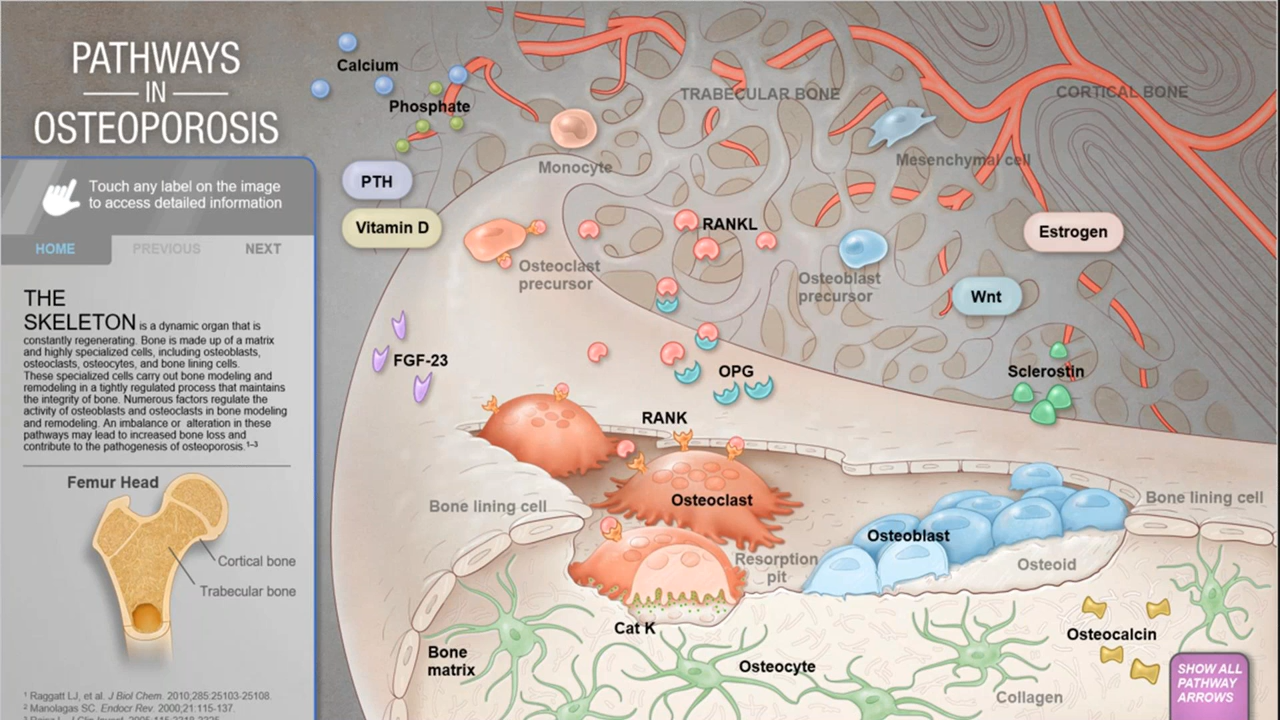 PATHWAYS
IN
OSTEOPOROSIS
Touch any label on the image
to access detailed information
HOME
PREVIOUS
NEXT
THE
SKELETON is a dynamic organ that is
constantly regenerating. Bone is made up of a matrix
and highly specialized cells, including osteoblasts,
osteoclasts, osteocytes, and bone lining cells.
These specialized cells carry out bone modeling and
remodeling in a tightly regulated process that maintains
the integrity of bone. Numerous factors regulate the
activity of osteoblasts and osteoclasts in bone modeling
and remodeling. An imbalance or alteration in these
pathways may lead to increased bone loss and
contribute to the pathogenesis of osteoporosis.1–3
Femur Head
Cortical bone
Trabecular bone
1 Raggatt LJ, et al. J Biol Chem. 2010;285:25103-25108.
2 Manolagas SC. Endocr Rev. 2000;21:115-137.
Calcium
Phosphate
PTH
Vitamin D
FGF-23
Monocyte
TRABECULAR BONE
CORTICAL BONE
Mesenchymal cell
Osteoclast
precursor
RANKL
Osteoblast
precursor
Estrogen
Wnt
Sclerostin
OPG
RANK
Osteoclast
Bone lining cell
Osteoblast
Bone lining cell
Resorption
pit
Osteoid
Cat K
Bone
matrix
Osteocyte
Osteocalcin
Collagen
SHOW ALL
PATHWAY
ARROWS